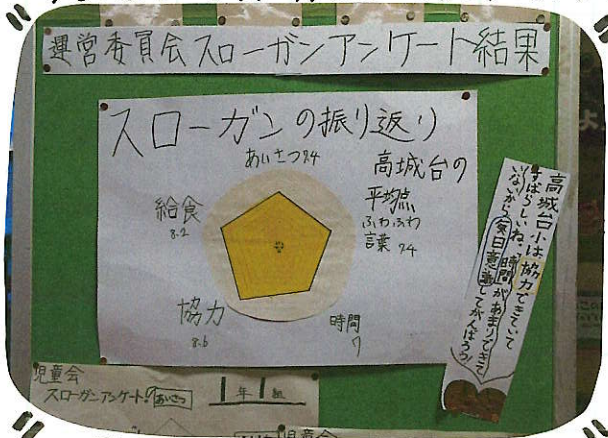 運営委員会スローガンアンケート結果
スローガンの振り返り
あいさつ7.4
高城台の
平均点
ふわふわ
言葉 7.4
給食
8.2
協力
8.6
時間
7
高城台小は協力できていて
すばらしいね、時間があまりできて
いないから毎日意識してがんばろう!
児童会
スローガンアンケート!あいさつ
1年1組
児童会